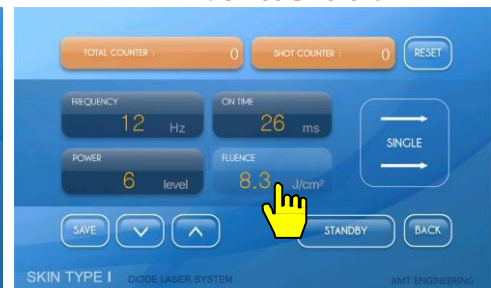 TOTAL COUNTER : 0 SHOT COUNTER : 0 RESET
FREQUENCY ON TIME
12 Hz 26 ms
SINGLE
POWER FLUENCE
6 level 8.3 J/cm²
SAVE STANDBY BACK
SKIN TYPE I DIODE LASER SYSTEM AMT ENGINEERING